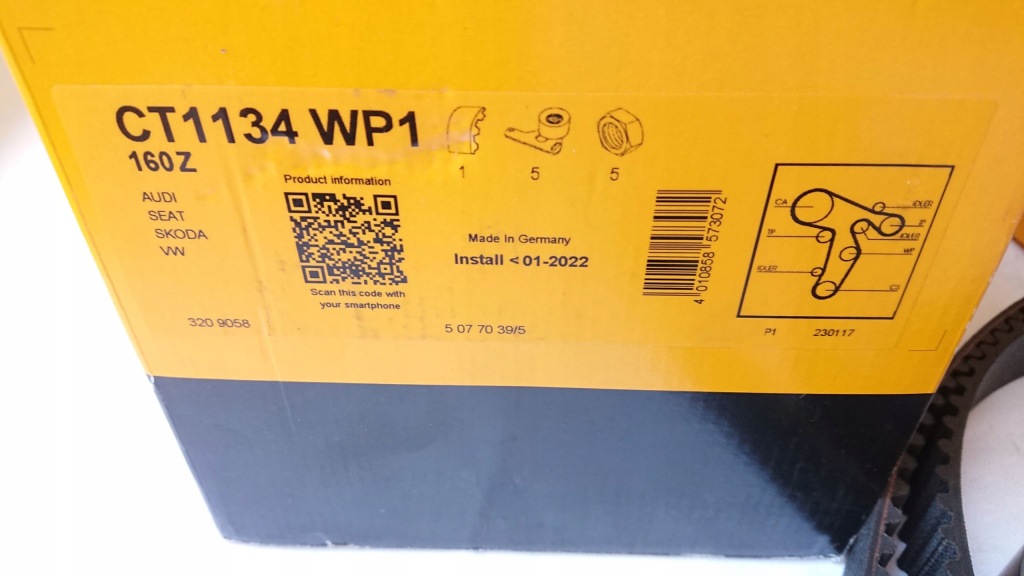 CT1134 WP1
160Z
AUDI
SEAT
SKODA
VW
Product information
Scan this code with
your smartphone
320 9058
1
5
5
Made in Germany
Install < 01-2022
5 07 70 39/5
4 010858 573072
CA
TP
IDLER
IDLER
IP
IDLER
WP
CS
P1 230117